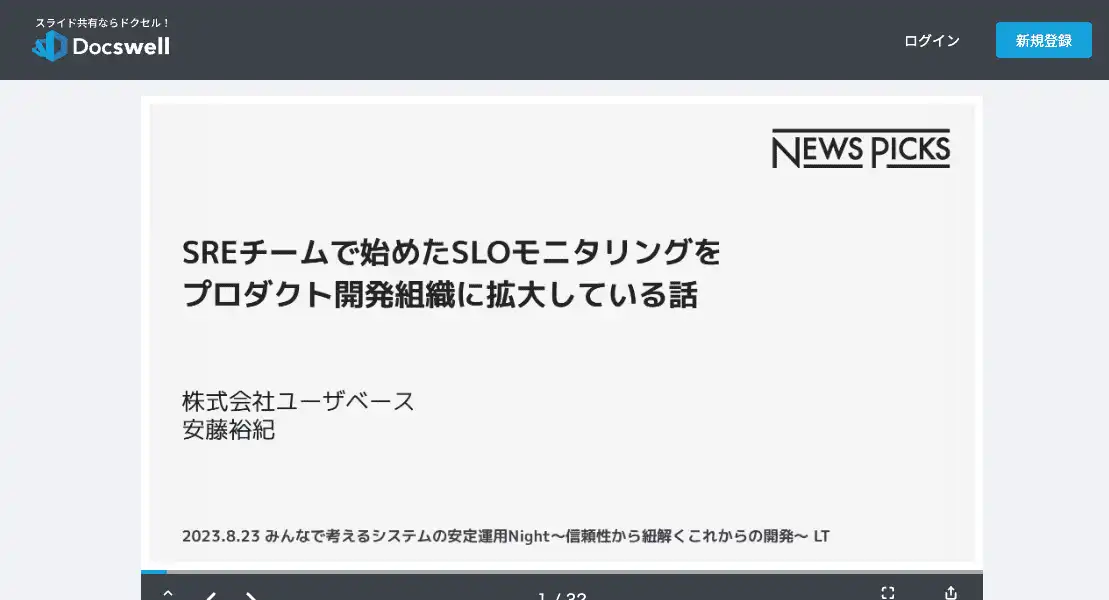 スライド共有ならドクセル！
Docswell
ログイン
新規登録
NEWS PICKS
SREチームで始めたSLOモニタリングを
プロダクト開発組織に拡大している話
株式会社ユーザベース
安藤裕紀
2023.8.23 みんなで考えるシステムの安定運用Night〜信頼性から紐解くこれからの開発〜 LT
1 / 32